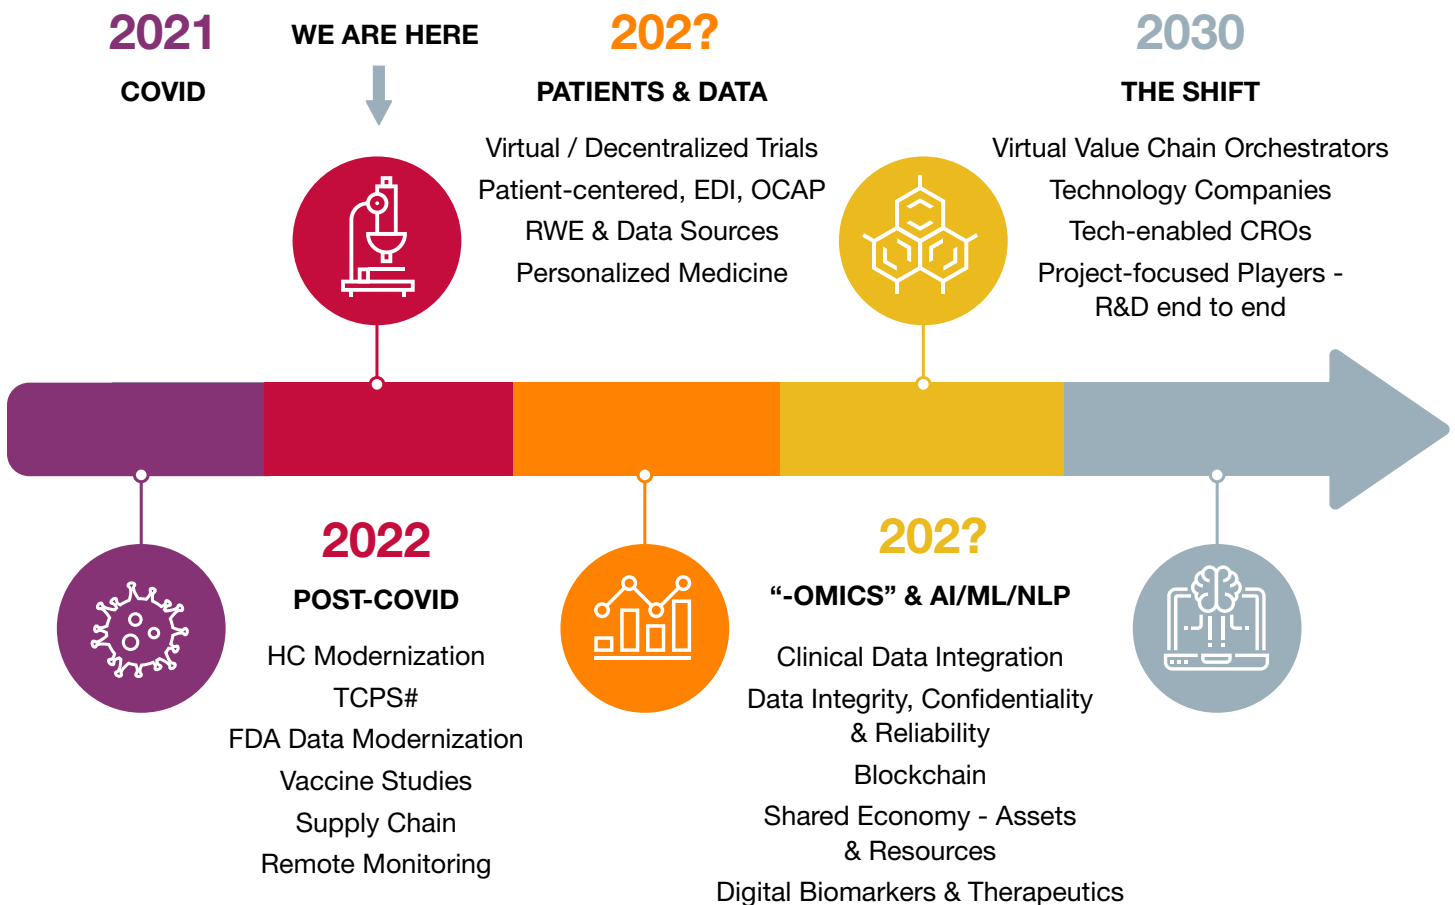 2021
COVID
WE ARE HERE
202?
PATIENTS & DATA
Virtual / Decentralized Trials
Patient-centered, EDI, OCAP
RWE & Data Sources
Personalized Medicine
2030
THE SHIFT
Virtual Value Chain Orchestrators
Technology Companies
Tech-enabled CROs
Project-focused Players -
R&D end to end
2022
POST-COVID
HC Modernization
TCPS#
FDA Data Modernization
Vaccine Studies
Supply Chain
Remote Monitoring
202?
“-OMICS” & AI/ML/NLP
Clinical Data Integration
Data Integrity, Confidentiality
& Reliability
Blockchain
Shared Economy - Assets
& Resources
Digital Biomarkers & Therapeutics